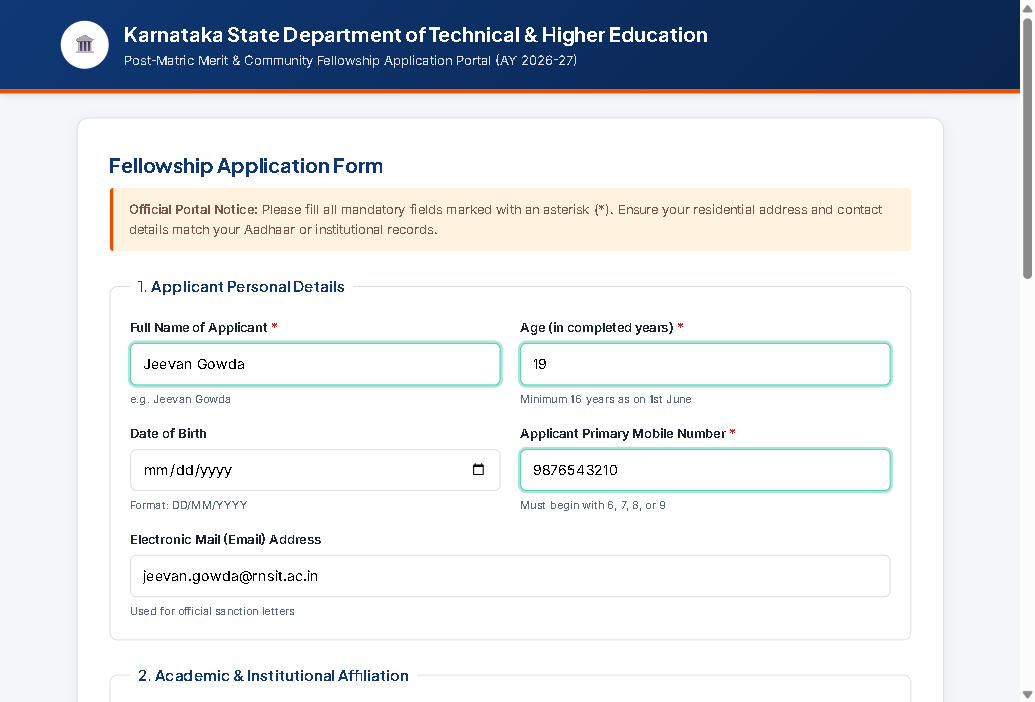 Karnataka State Department of Technical & Higher Education
Post-Matric Merit & Community Fellowship Application Portal (AY 2026-27)
Fellowship Application Form
Official Portal Notice: Please fill all mandatory fields marked with an asterisk (*). Ensure your residential address and contact
details match your Aadhaar or institutional records.
1. Applicant Personal Details
Full Name of Applicant *
Age (in completed years) *
Jeevan Gowda
19
e.g. Jeevan Gowda
Minimum 16 years as on 1st June
Date of Birth
Applicant Primary Mobile Number *
mm/dd/yyyy
9876543210
Format: DD/MM/YYYY
Must begin with 6, 7, 8, or 9
Electronic Mail (Email) Address
jeevan.gowda@rnsit.ac.in
Used for official sanction letters
2. Academic & Institutional Affiliation